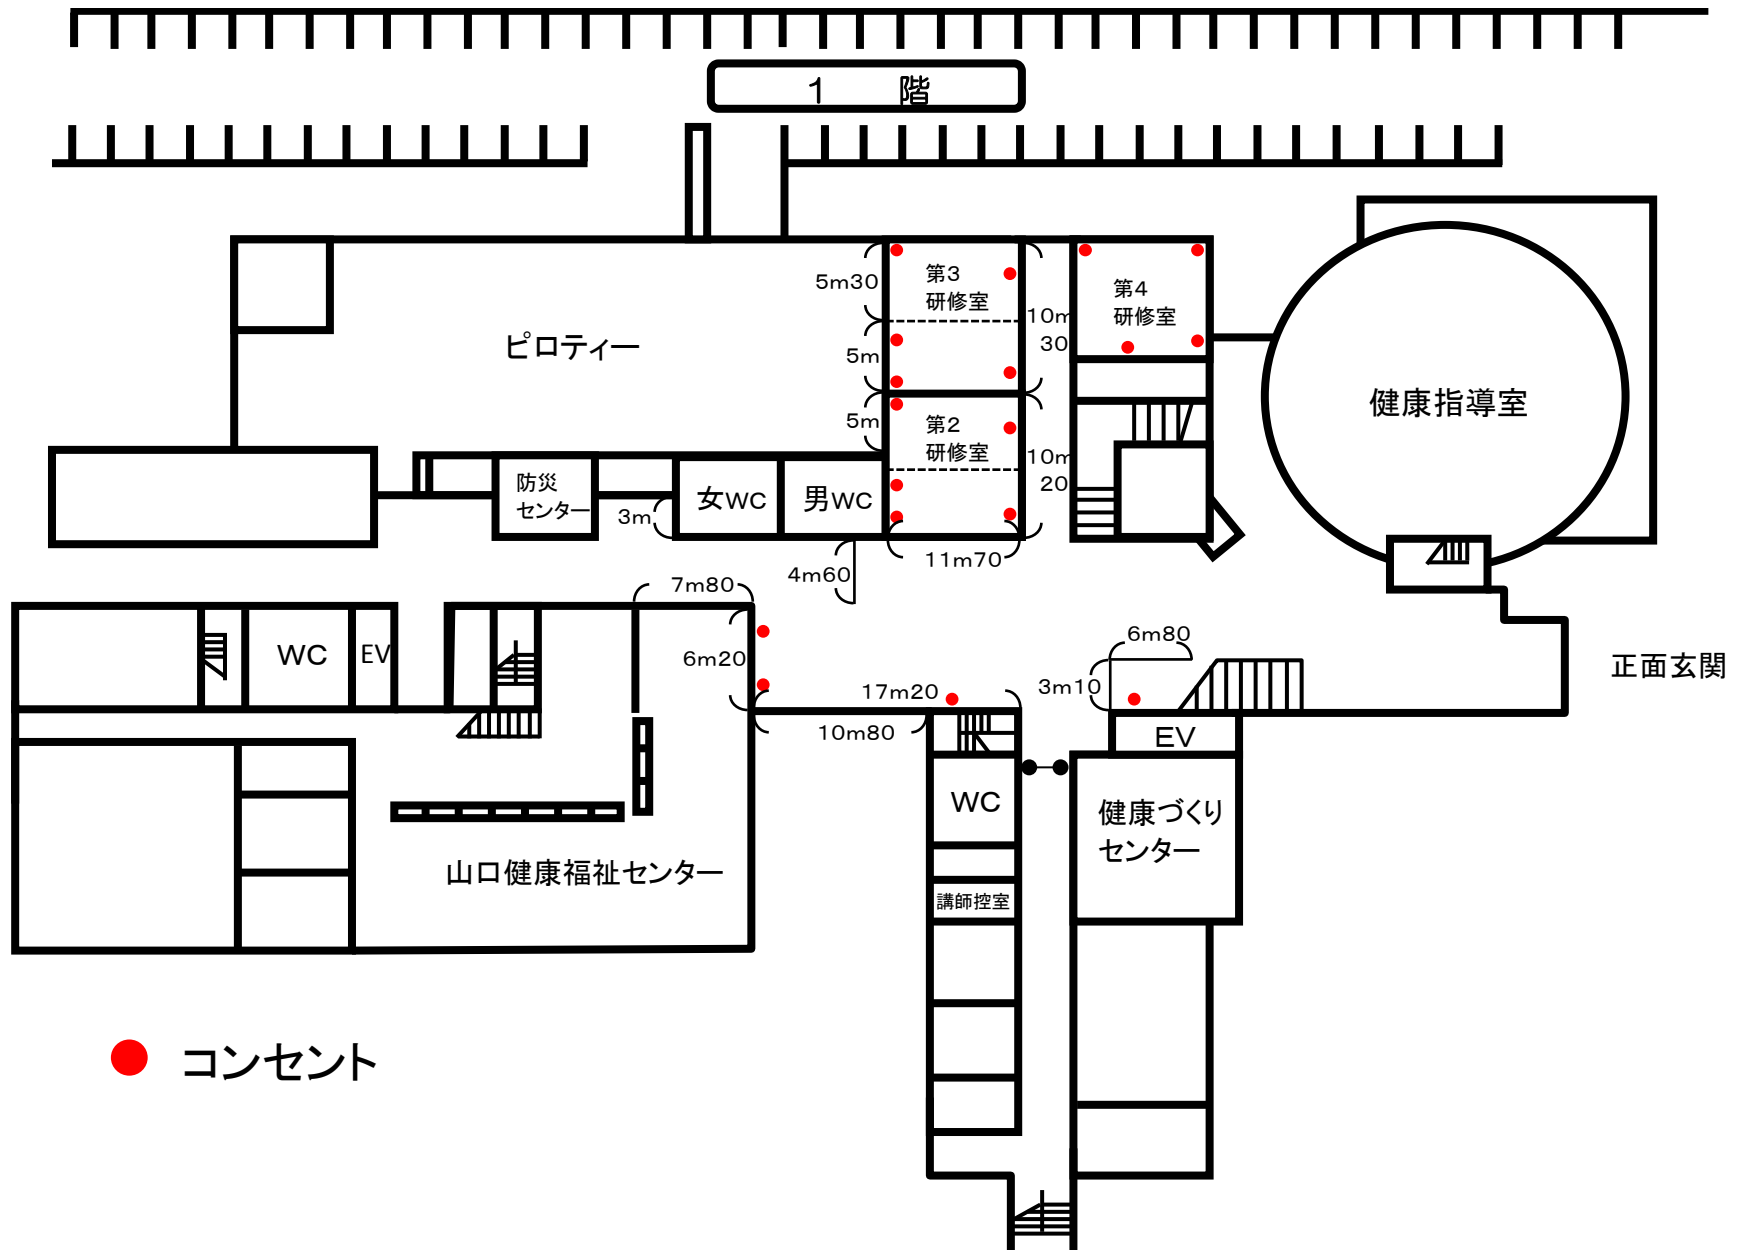 １　階
5m30
第3
研修室
第4
研修室
10m
30
ピロティー
5m
健康指導室
5m
第2
研修室
10m
20
防災
センター
女WC
男WC
3m
11m70
4m60
7m80
6m80
WC
EV
6m20
正面玄関
17m20
3m10
10m80
EV
WC
健康づくり
センター
山口健康福祉センター
講師控室
コンセント